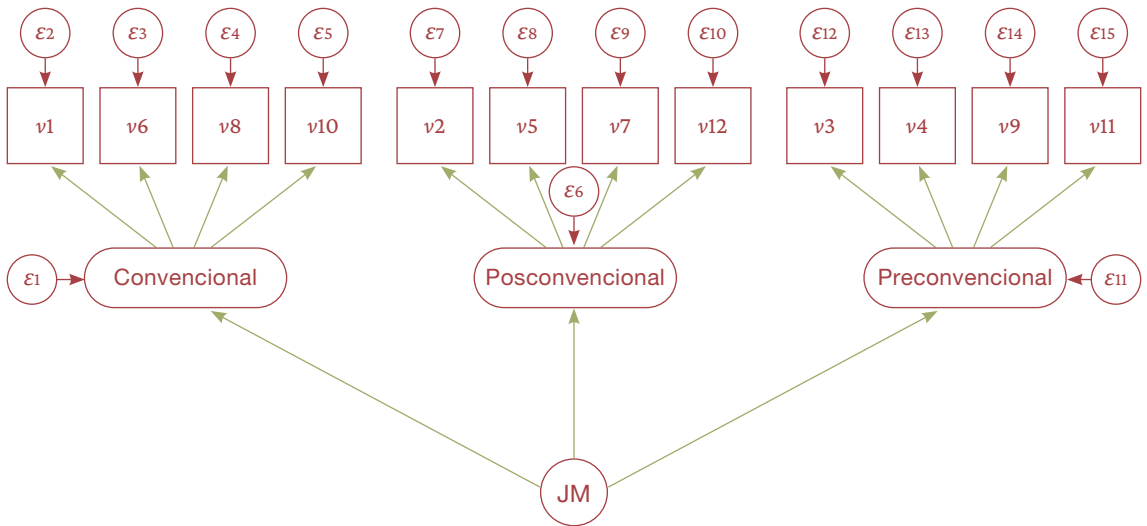 ε2 ε3 ε4 ε5 ε7 ε8 ε9 ε10 ε12 ε13 ε14 ε15
v1 v6 v8 v10 v2 v5 v7 v12 v3 v4 v9 v11
ε6
ε1 Convencional Posconvencional Preconvencional ε11
JM